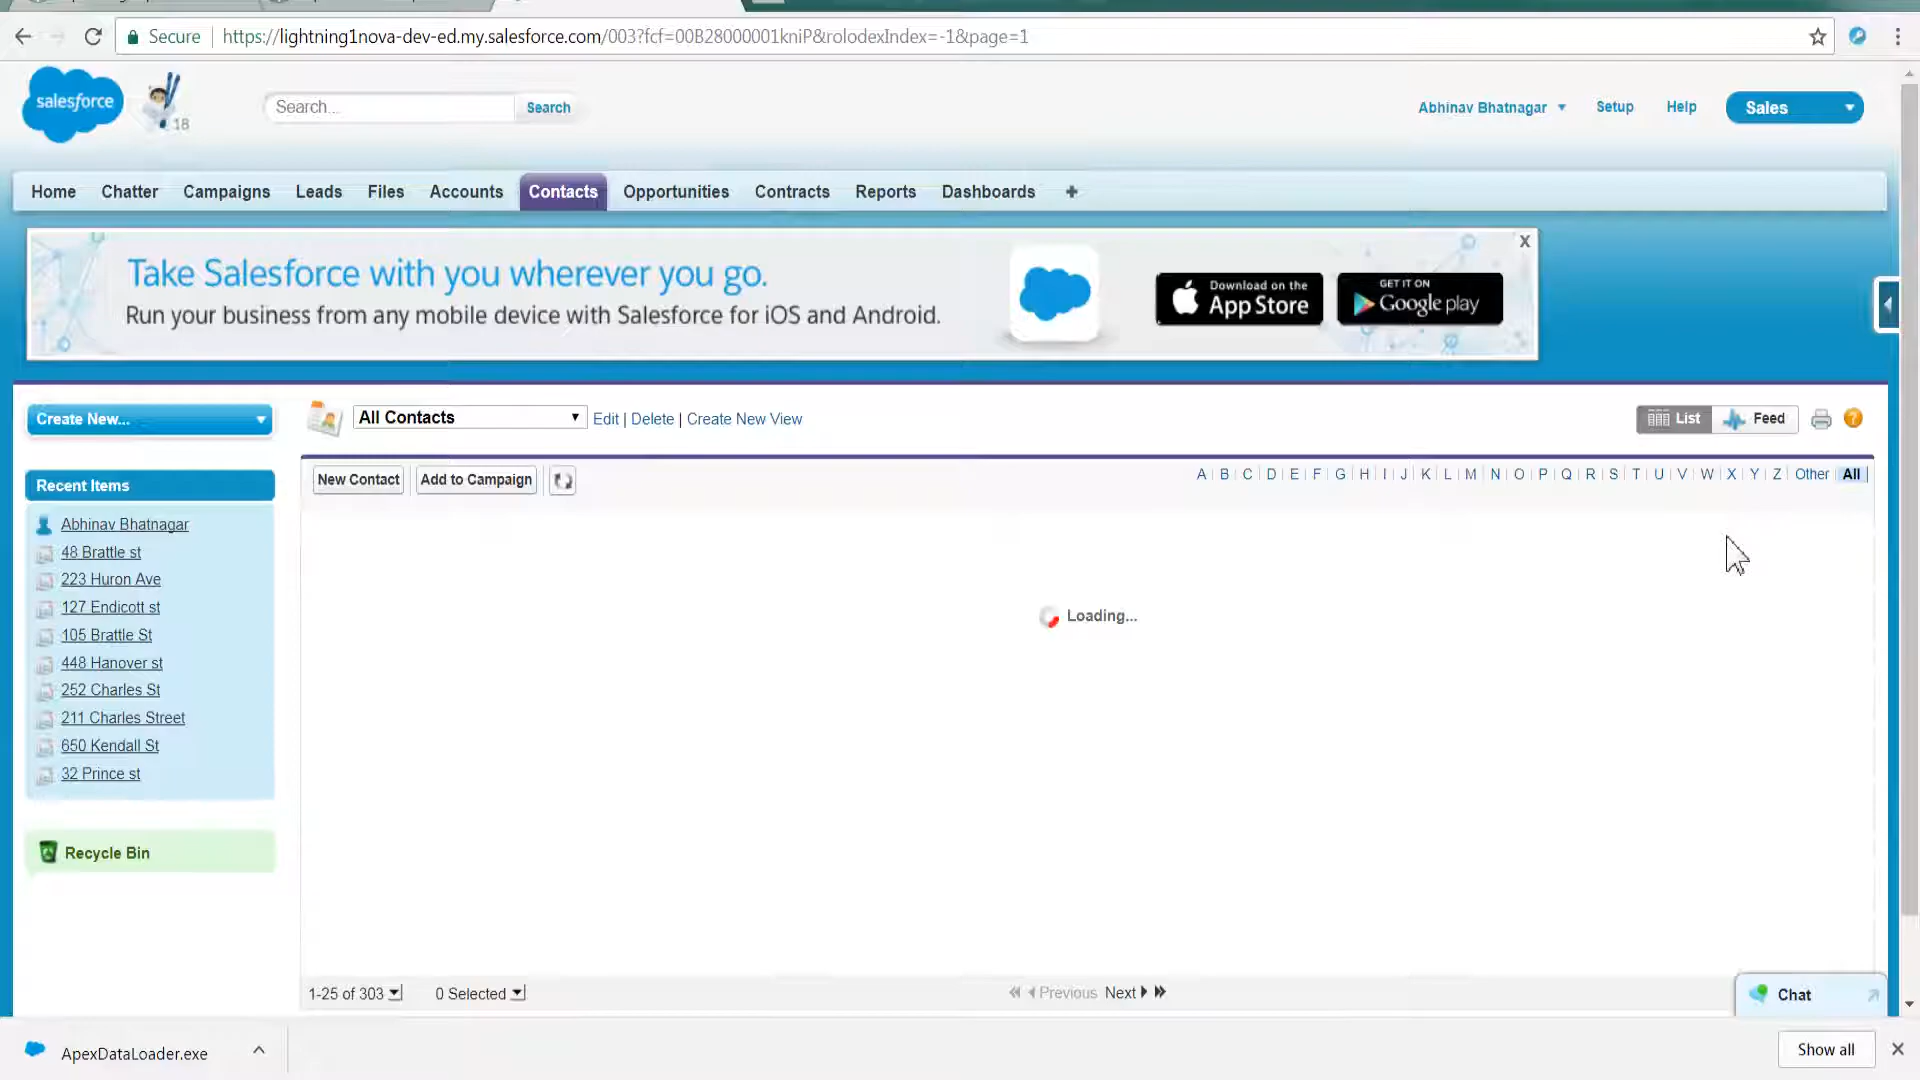 Secure
https://lightning1nova-dev-ed.my.salesforce.com/003?fcf=00B28000001kniP&rolodexIndex=-1&page=1
salesforce
18
Search...
Search
Abhinav Bhatnagar
Setup
Help
Sales
Home
Chatter
Campaigns
Leads
Files
Accounts
Contacts
Opportunities
Contracts
Reports
Dashboards
+
Take Salesforce with you wherever you go.
Run your business from any mobile device with Salesforce for iOS and Android.
Download on the
App Store
GET IT ON
Google play
X
Create New...
All Contacts
Edit | Delete | Create New View
List
Feed
?
New Contact
Add to Campaign
A | B | C | D | E | F | G | H | I | J | K | L | M | N | O | P | Q | R | S | T | U | V | W | X | Y | Z | Other | All
Recent Items
Abhinav Bhatnagar
48 Brattle st
223 Huron Ave
127 Endicott st
105 Brattle St
448 Hanover st
252 Charles St
211 Charles Street
650 Kendall St
32 Prince st
Loading...
Recycle Bin
1-25 of 303
0 Selected
Previous
Next
Chat
ApexDataLoader.exe
Show all